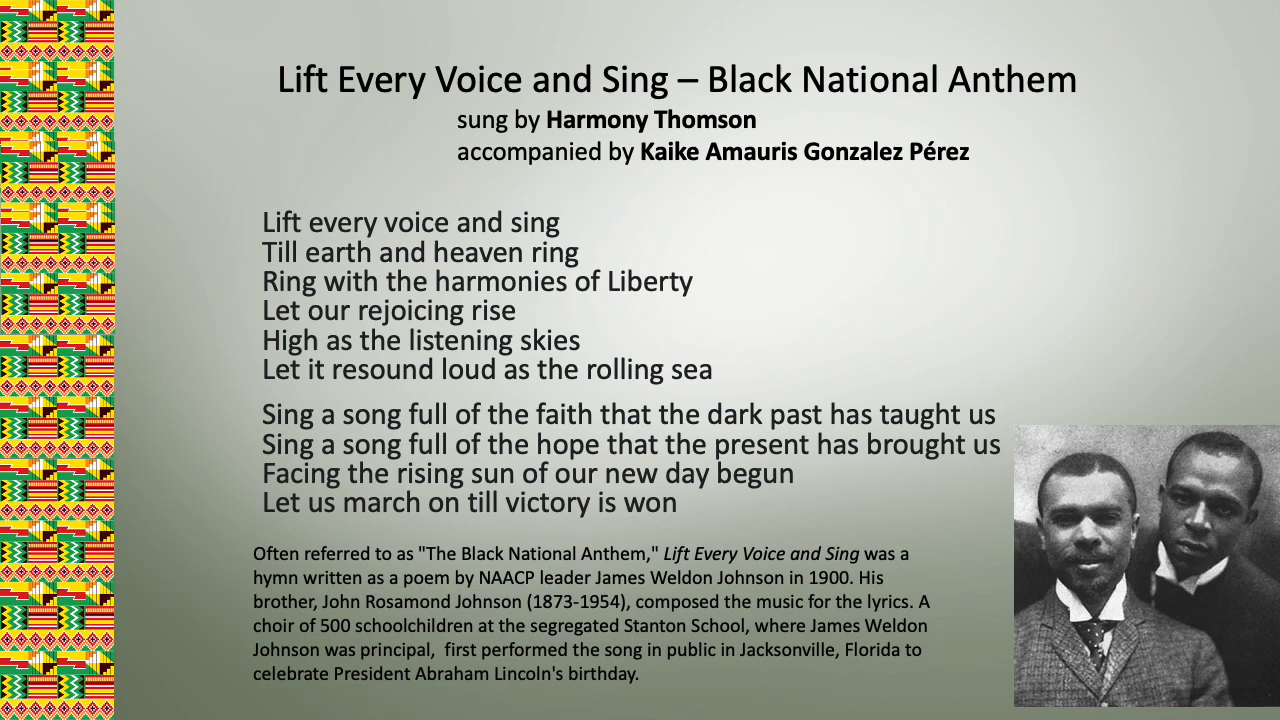 Lift Every Voice and Sing – Black National Anthem
sung by Harmony Thomson
accompanied by Kaike Amauris Gonzalez Pérez
Lift every voice and sing
Till earth and heaven ring
Ring with the harmonies of Liberty
Let our rejoicing rise
High as the listening skies
Let it resound loud as the rolling sea
Sing a song full of the faith that the dark past has taught us
Sing a song full of the hope that the present has brought us
Facing the rising sun of our new day begun
Let us march on till victory is won
Often referred to as "The Black National Anthem," Lift Every Voice and Sing was a
hymn written as a poem by NAACP leader James Weldon Johnson in 1900. His
brother, John Rosamond Johnson (1873-1954), composed the music for the lyrics. A
choir of 500 schoolchildren at the segregated Stanton School, where James Weldon
Johnson was principal,  first performed the song in public in Jacksonville, Florida to
celebrate President Abraham Lincoln's birthday.